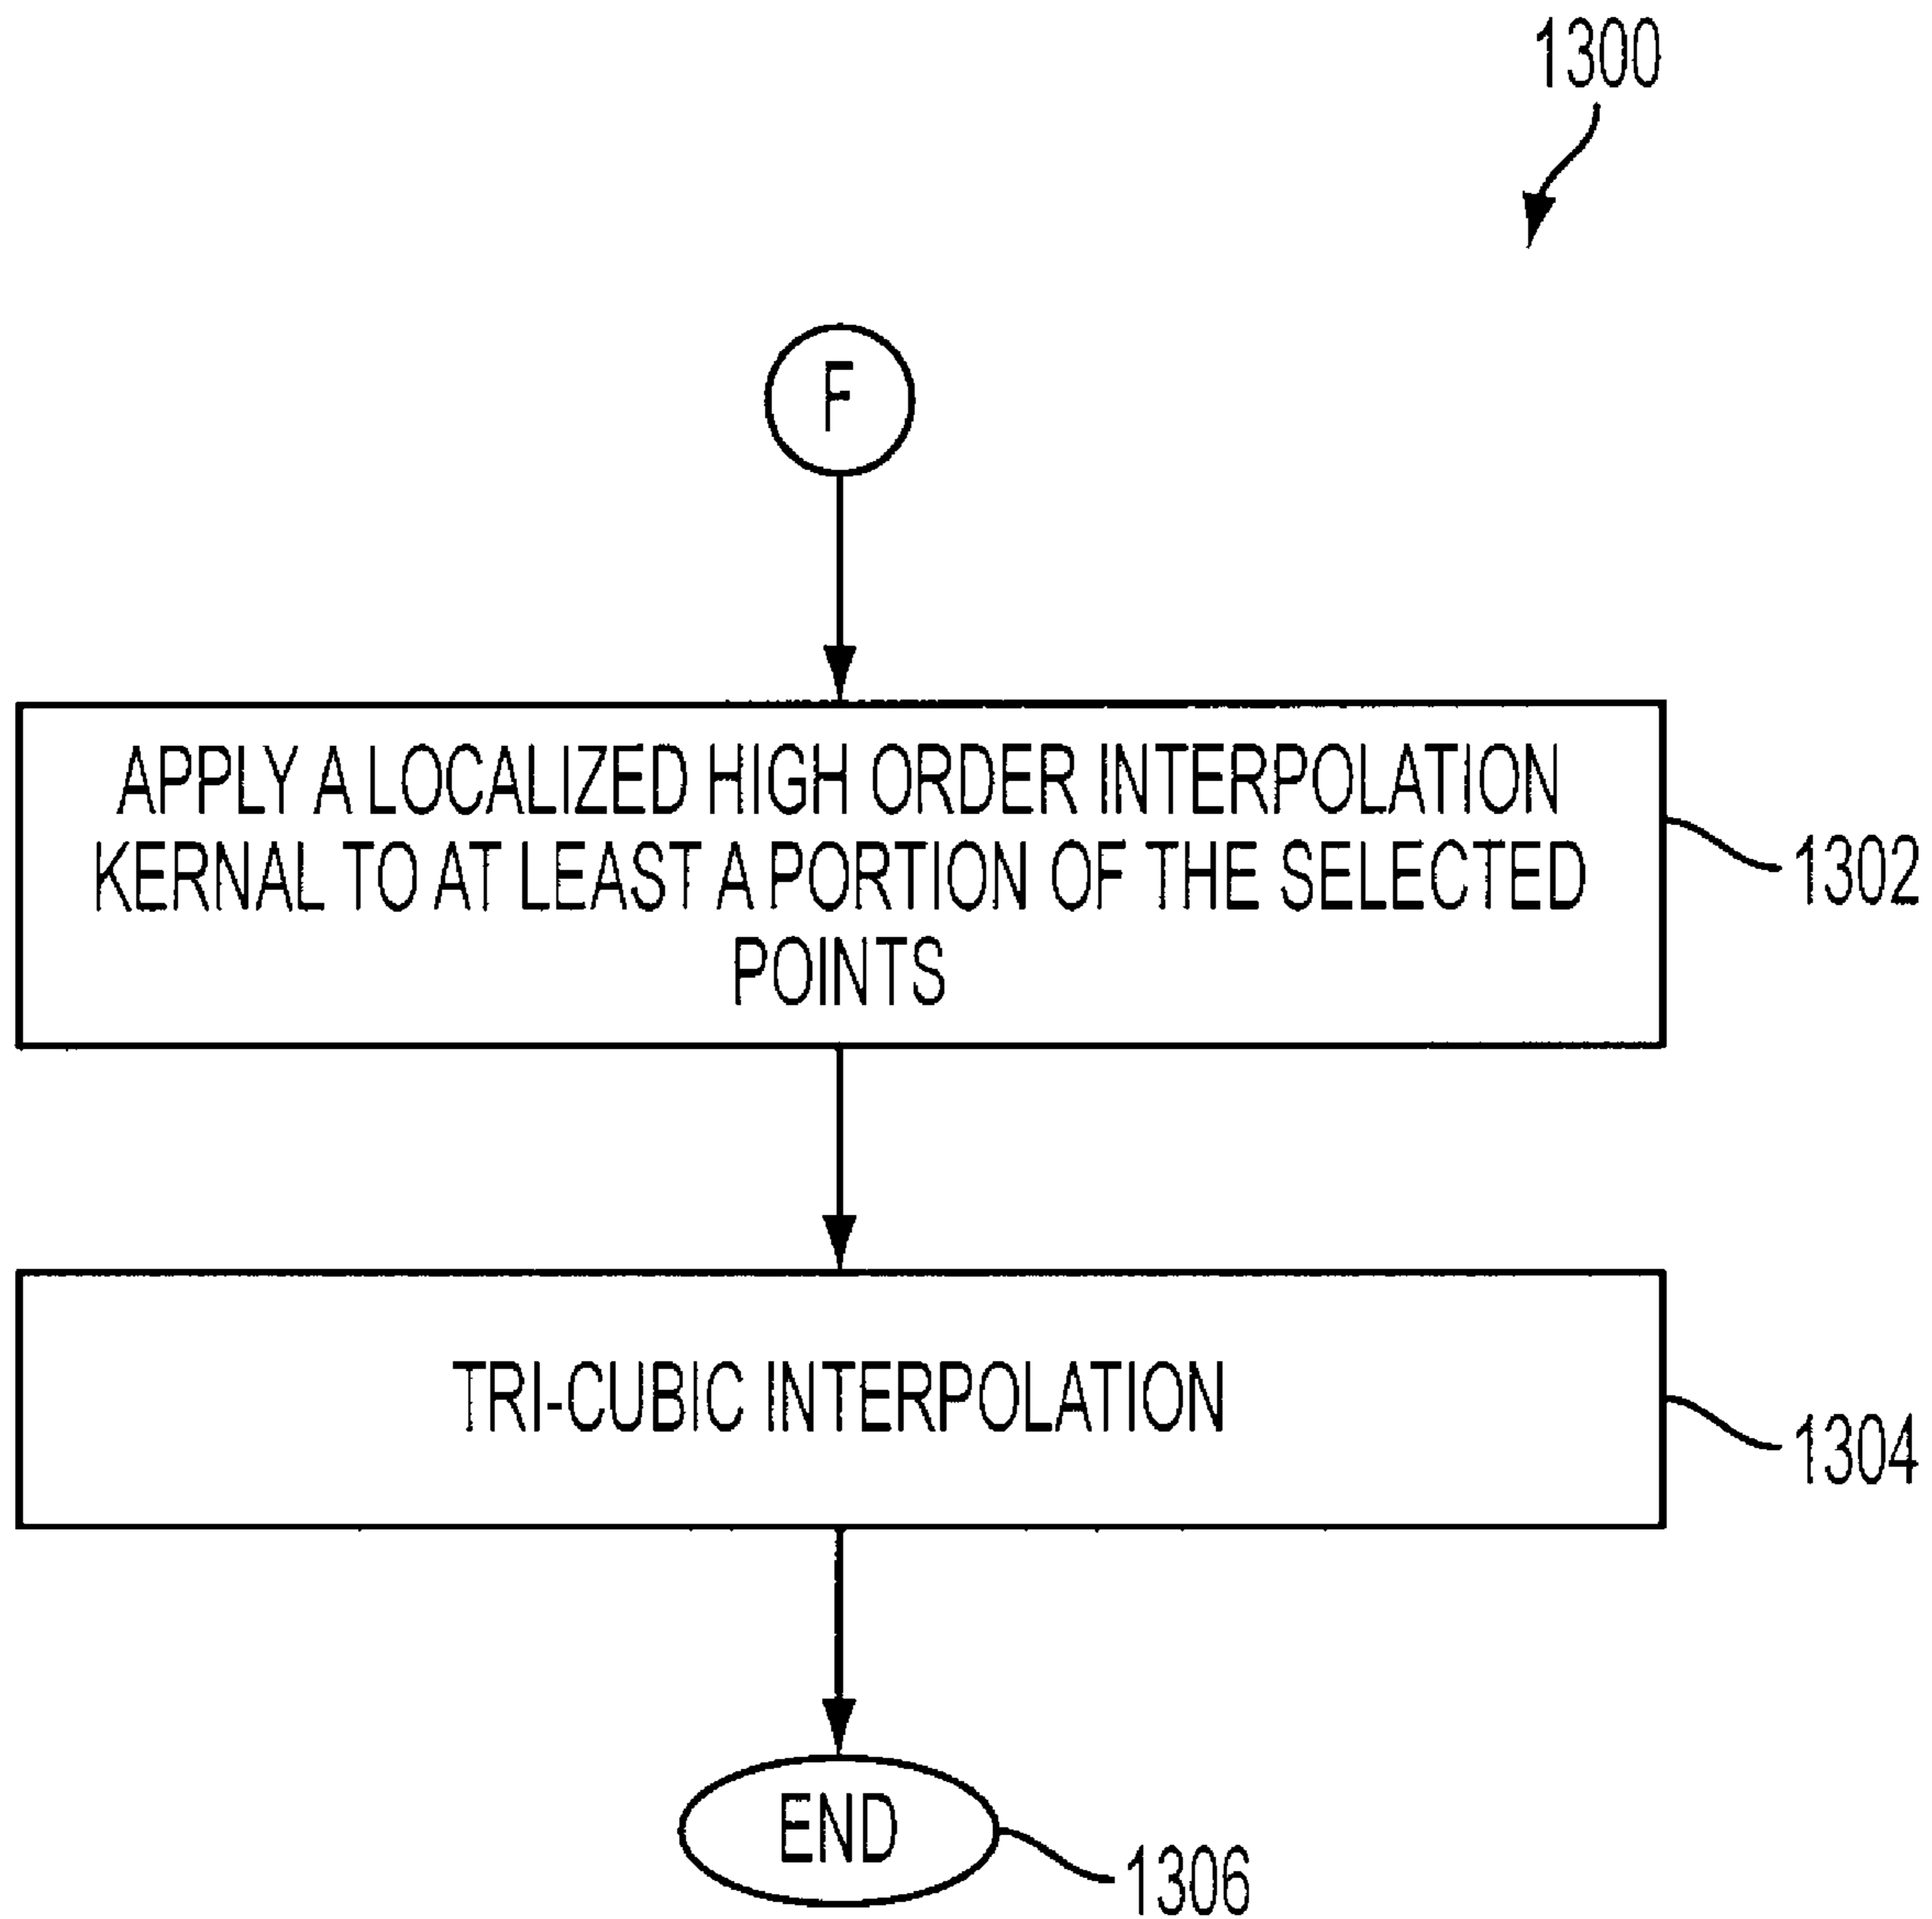 1300
F
APPLY A LOCALIZED HIGH ORDER INTERPOLATION
KERNAL TO AT LEAST A PORTION OF THE SELECTED
POINTS
1302
TRI-CUBIC INTERPOLATION
1304
END
1306